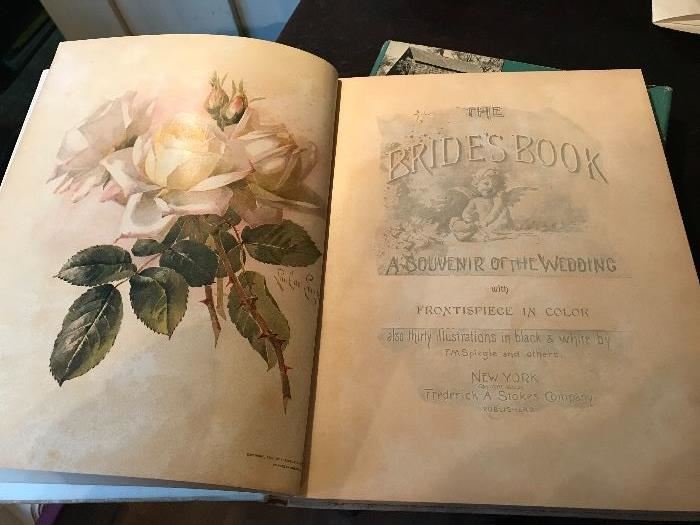 THE
BRIDE'S BOOK
A SOUVENIR OF THE WEDDING
with
FRONTISPIECE IN COLOR
also thirty illustrations in black & white by
T.M. Spiegle and others.
NEW YORK
Frederick A Stokes Company
PUBLISHERS